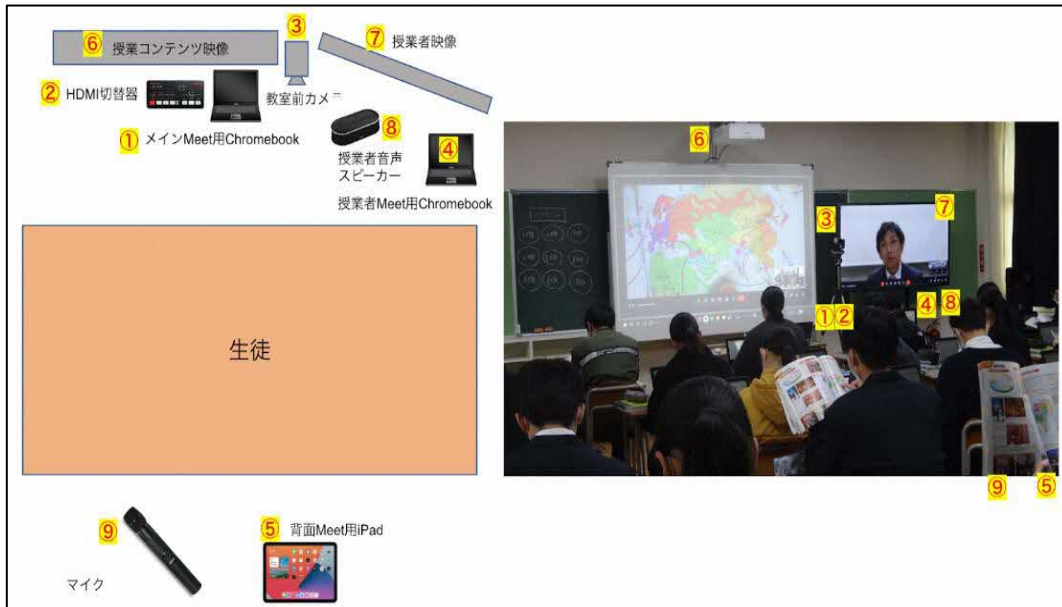 ⑥ 授業コンテンツ映像
③
⑦ 授業者映像
② HDMI切替器
教室前カメ
① メインMeet用Chromebook
⑧
授業者音声
スピーカー
④
授業者Meet用Chromebook
生徒
⑨
マイク
⑤ 背面Meet用iPad
⑥
③
⑦
① ②
④ ⑧
⑨
⑤